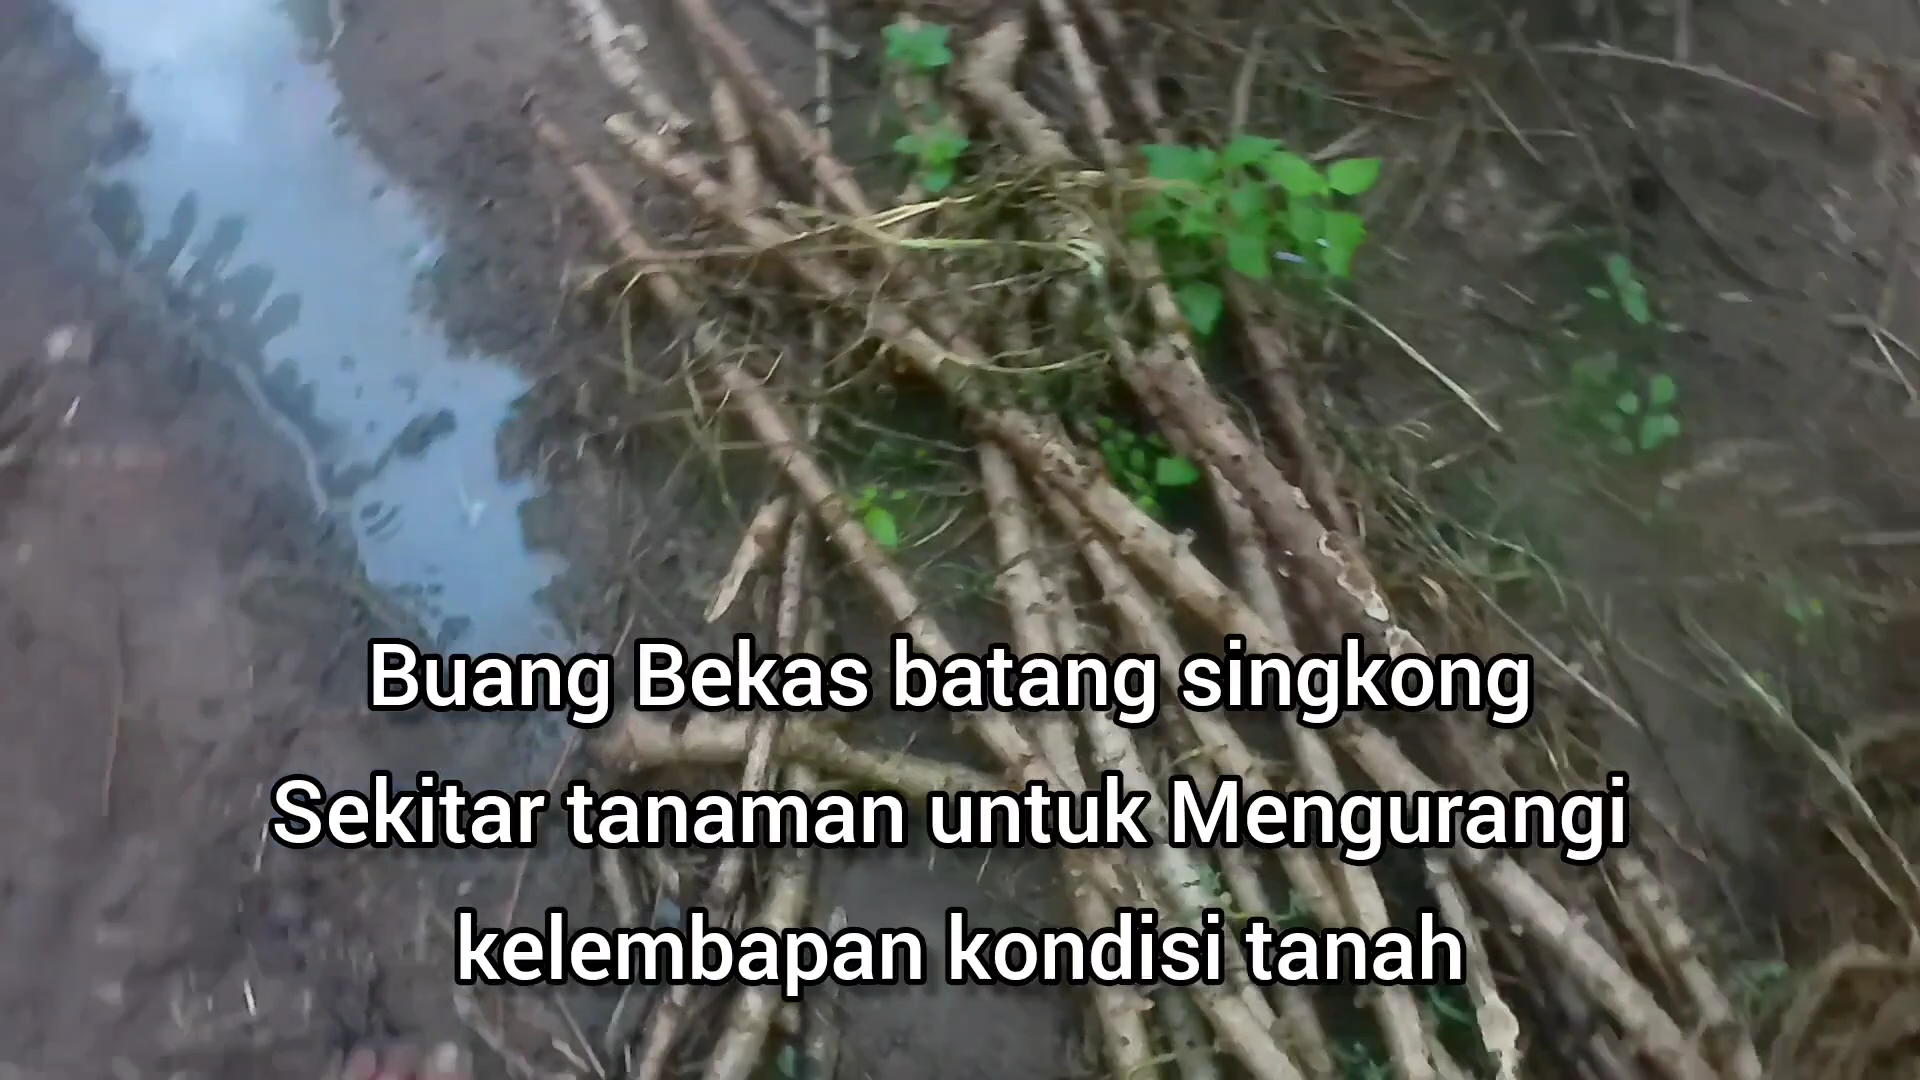 Buang Bekas batang singkong
Sekitar tanaman untuk Mengurangi
kelembapan kondisi tanah